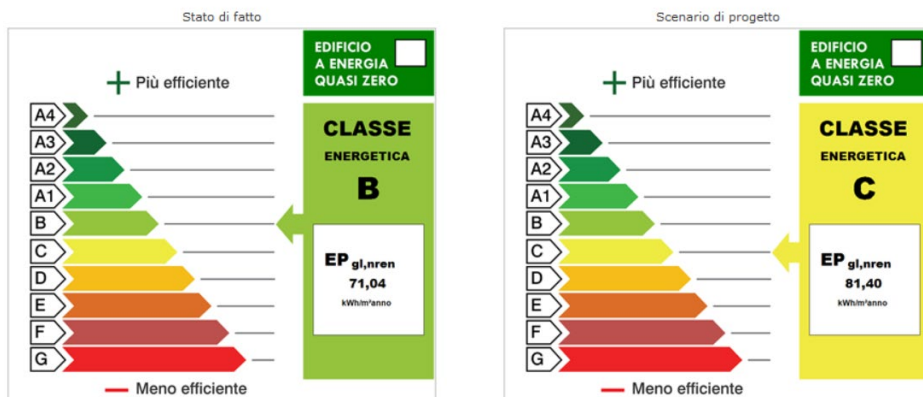 Stato di fatto
EDIFICIO
A ENERGIA
QUASI ZERO
Più efficiente
A4
A3
A2
A1
B
C
D
E
F
G
Meno efficiente
CLASSE
ENERGETICA
B
EP gl,nren
71,04
kWh/m²anno
Scenario di progetto
EDIFICIO
A ENERGIA
QUASI ZERO
Più efficiente
A4
A3
A2
A1
B
C
D
E
F
G
Meno efficiente
CLASSE
ENERGETICA
C
EP gl,nren
81,40
kWh/m²anno